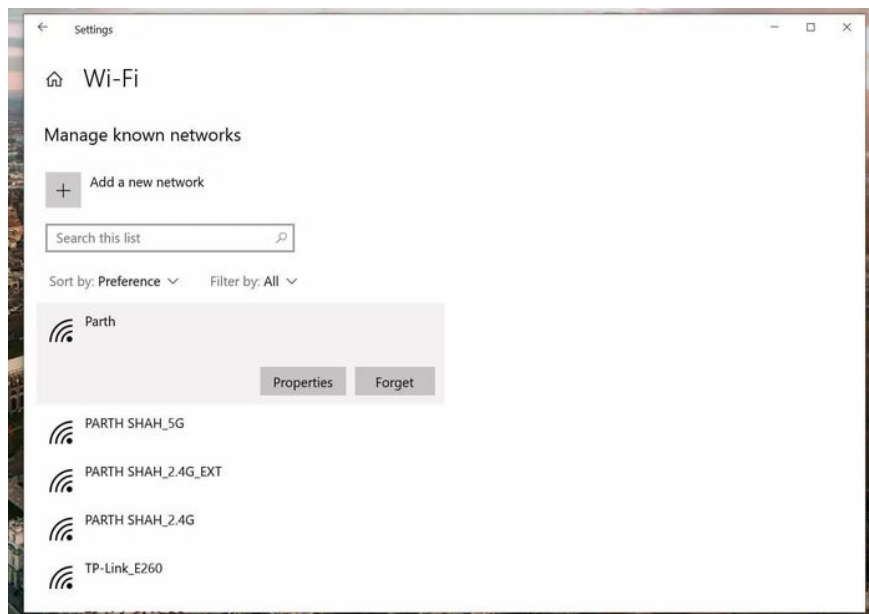 Settings
Wi-Fi
Manage known networks
Add a new network
Search this list
Sort by: Preference Filter by: All
Parth
Properties Forget
PARTH SHAH_5G
PARTH SHAH_2.4G_EXT
PARTH SHAH_2.4G
TP-Link_E260